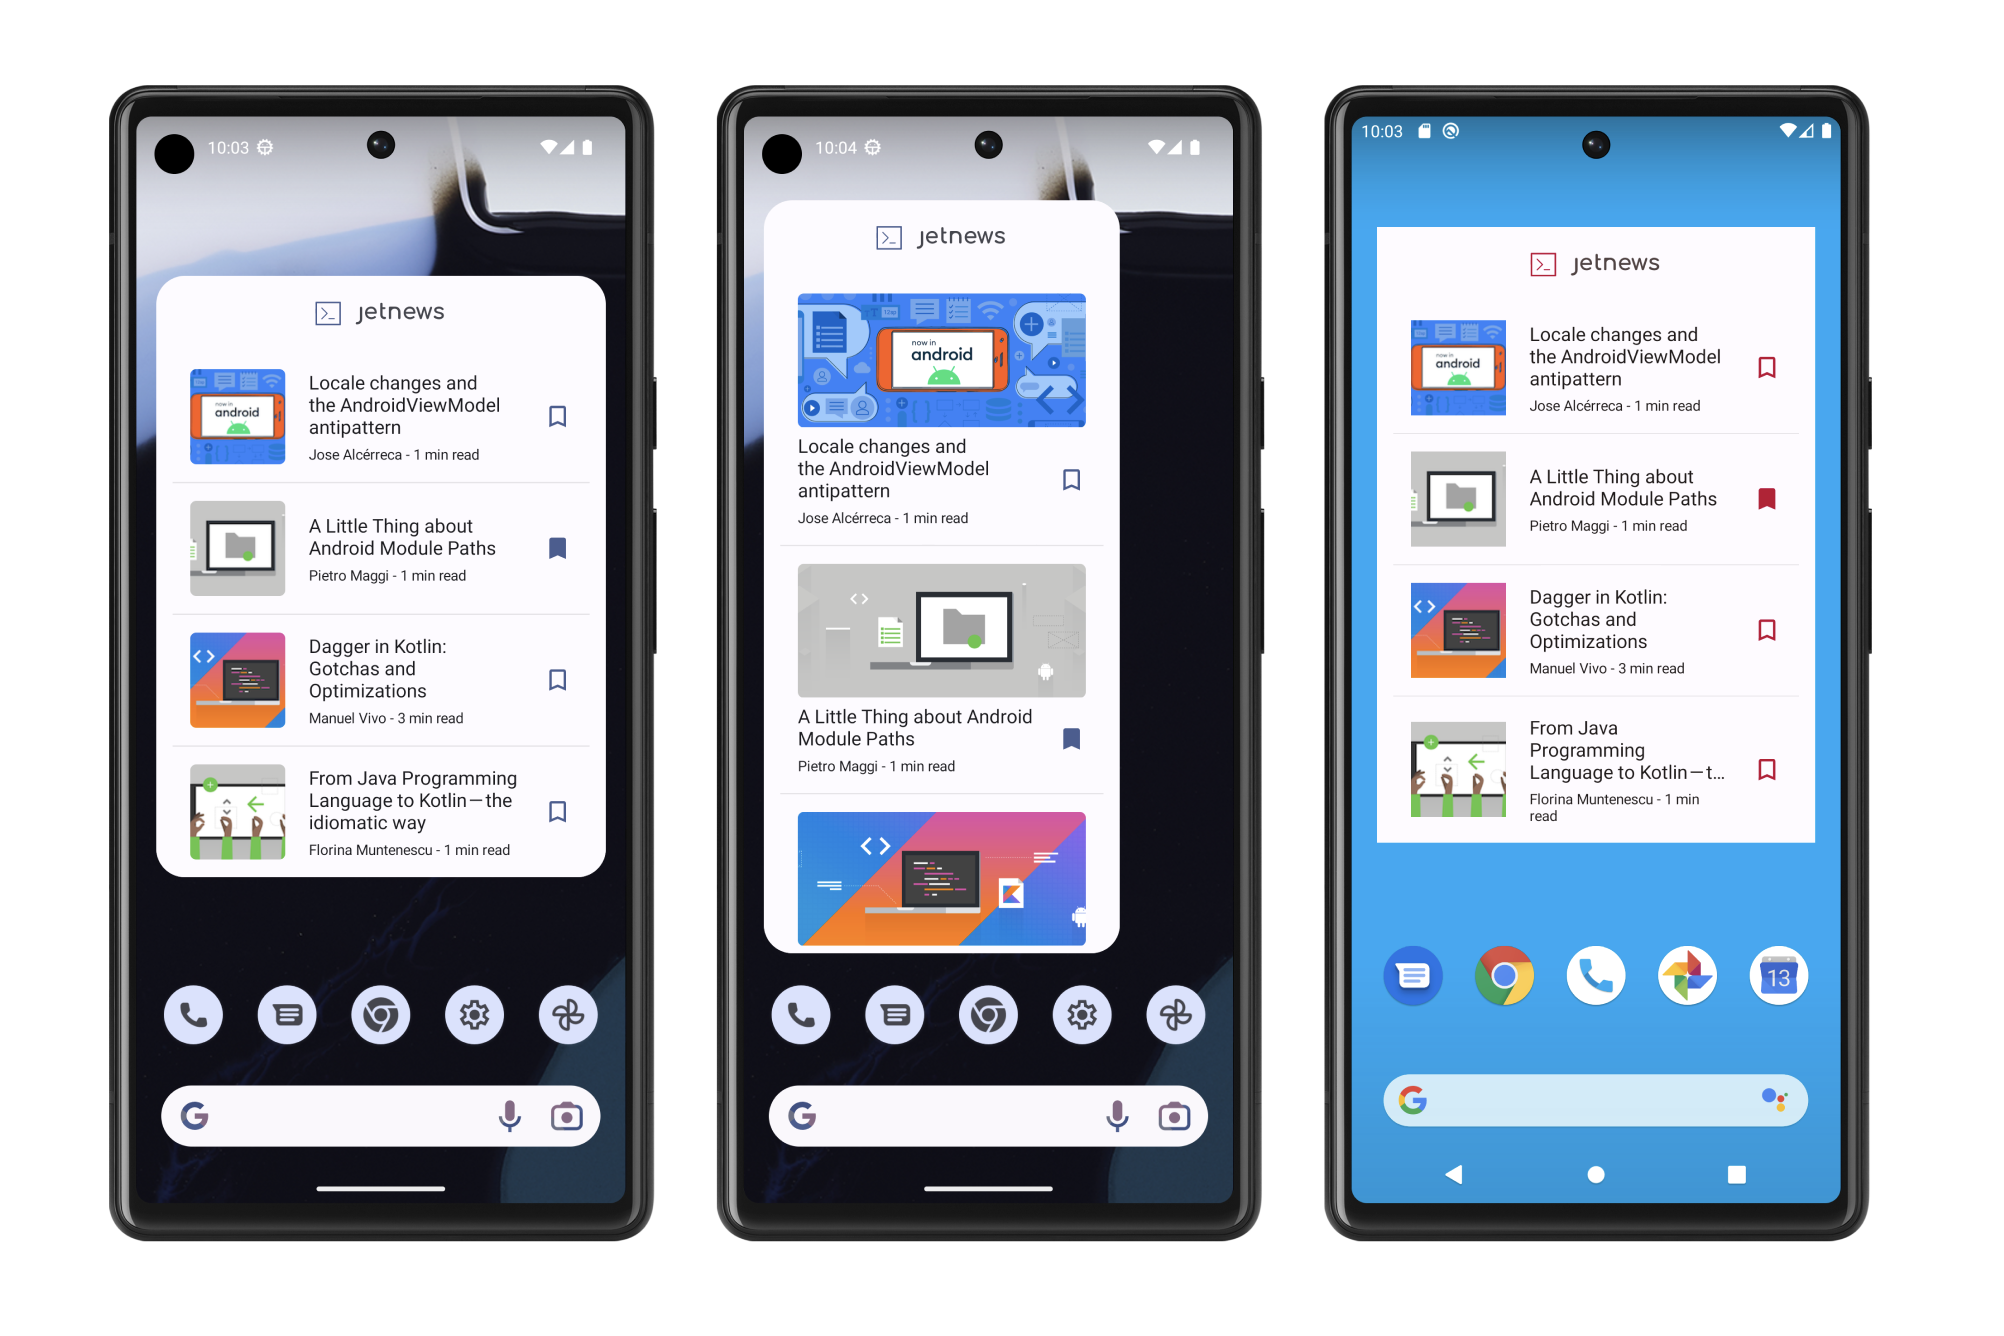 10:03
jetnews
now in
android
Locale changes and
the AndroidViewModel
antipattern
Jose Alcérreca - 1 min read
A Little Thing about
Android Module Paths
Pietro Maggi - 1 min read
Dagger in Kotlin:
Gotchas and
Optimizations
Manuel Vivo - 3 min read
From Java Programming
Language to Kotlin—the
idiomatic way
Florina Muntenescu - 1 min read
G
10:04
jetnews
now in
android
Locale changes and
the AndroidViewModel
antipattern
Jose Alcérreca - 1 min read
A Little Thing about Android
Module Paths
Pietro Maggi - 1 min read
G
10:03
jetnews
now in
android
Locale changes and
the AndroidViewModel
antipattern
Jose Alcérreca - 1 min read
A Little Thing about
Android Module Paths
Pietro Maggi - 1 min read
Dagger in Kotlin:
Gotchas and
Optimizations
Manuel Vivo - 3 min read
From Java
Programming
Language to Kotlin—t...
Florina Muntenescu - 1 min
read
13
G